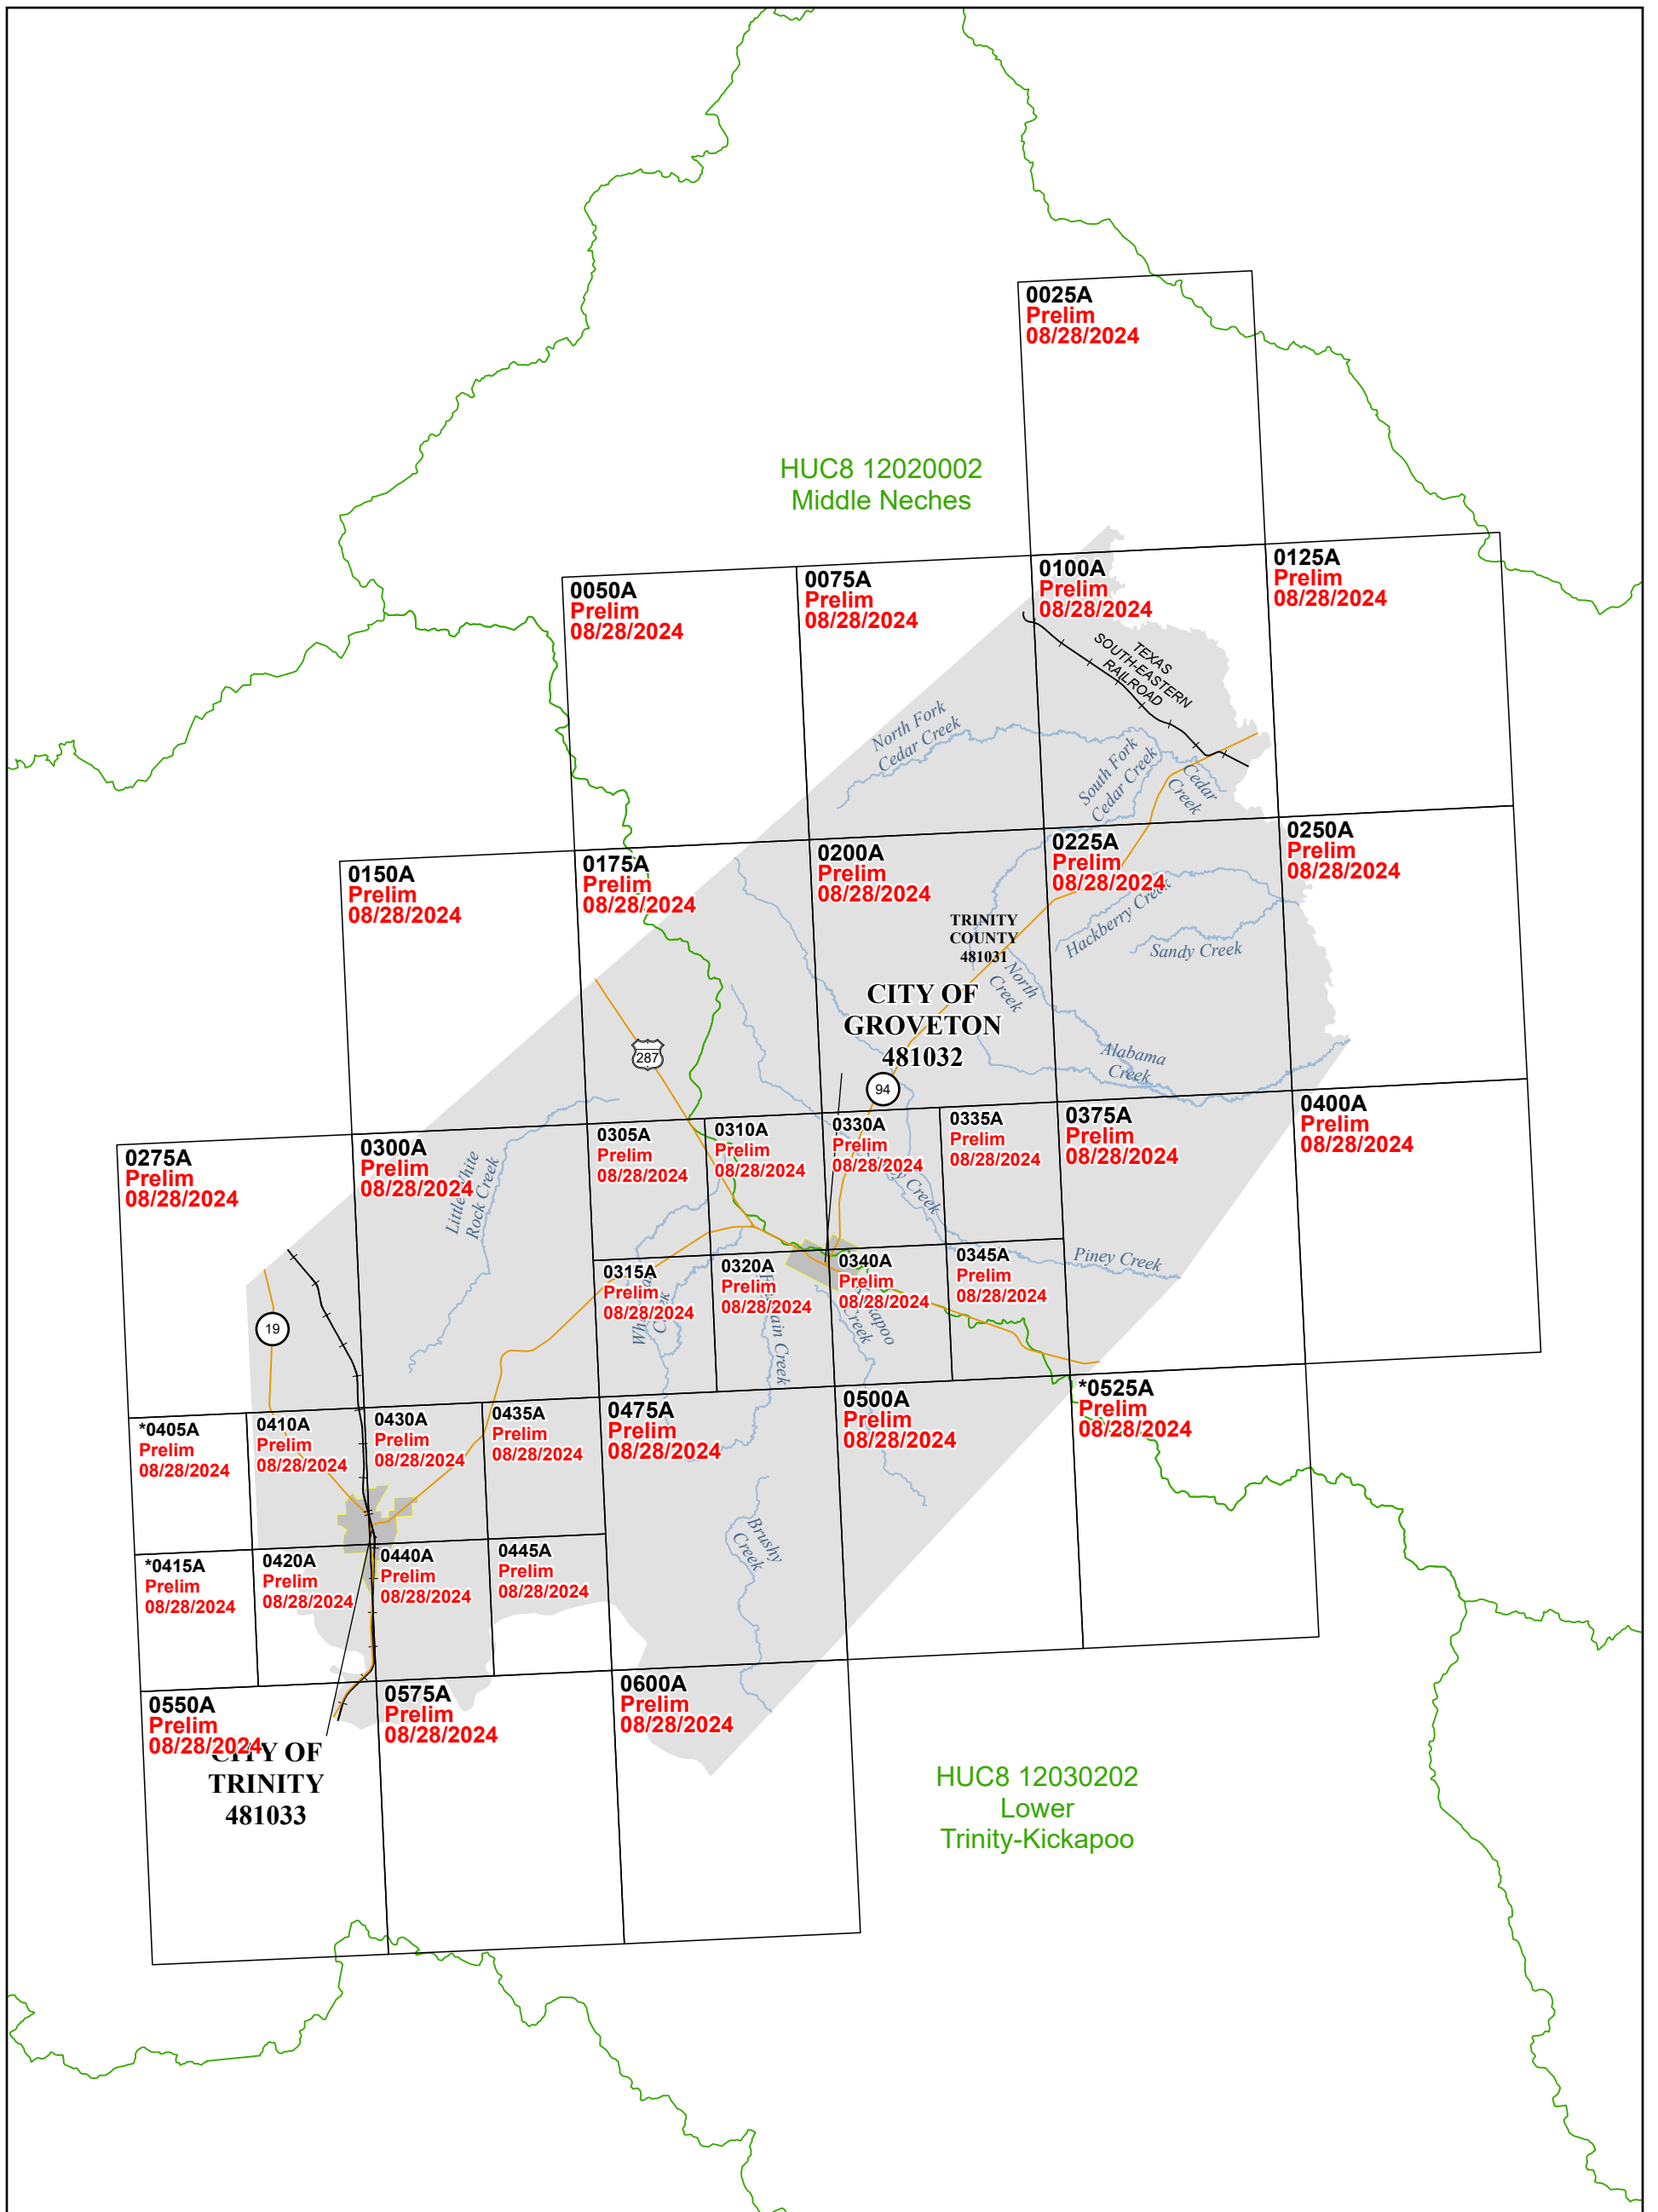 0025A
Prelim
08/28/2024
HUC8 12020002
Middle Neches
0050A
Prelim
08/28/2024
0075A
Prelim
08/28/2024
0100A
Prelim
08/28/2024
0125A
Prelim
08/28/2024
TEXAS
SOUTH-EASTERN
RAILROAD
North Fork
Cedar Creek
South Fork
Cedar Creek
Cedar
Creek
0150A
Prelim
08/28/2024
0175A
Prelim
08/28/2024
0200A
Prelim
08/28/2024
0225A
Prelim
08/28/2024
0250A
Prelim
08/28/2024
TRINITY
COUNTY
481031
Hackberry Creek
Sandy Creek
North
Creek
CITY OF
GROVETON
481032
287
94
Alabama
Creek
0275A
Prelim
08/28/2024
0300A
Prelim
08/28/2024
0305A
Prelim
08/28/2024
0310A
Prelim
08/28/2024
0330A
Prelim
08/28/2024
0335A
Prelim
08/28/2024
0375A
Prelim
08/28/2024
0400A
Prelim
08/28/2024
Little White
Rock Creek
Creek
Piney Creek
19
0315A
Prelim
08/28/2024
0320A
Prelim
08/28/2024
0340A
Prelim
08/28/2024
0345A
Prelim
08/28/2024
Creek
Creek
*0405A
Prelim
08/28/2024
0410A
Prelim
08/28/2024
0430A
Prelim
08/28/2024
0435A
Prelim
08/28/2024
0475A
Prelim
08/28/2024
0500A
Prelim
08/28/2024
*0525A
Prelim
08/28/2024
Brushy
Creek
*0415A
Prelim
08/28/2024
0420A
Prelim
08/28/2024
0440A
Prelim
08/28/2024
0445A
Prelim
08/28/2024
0550A
Prelim
08/28/2024
0575A
Prelim
08/28/2024
0600A
Prelim
08/28/2024
CITY OF
TRINITY
481033
HUC8 12030202
Lower
Trinity-Kickapoo